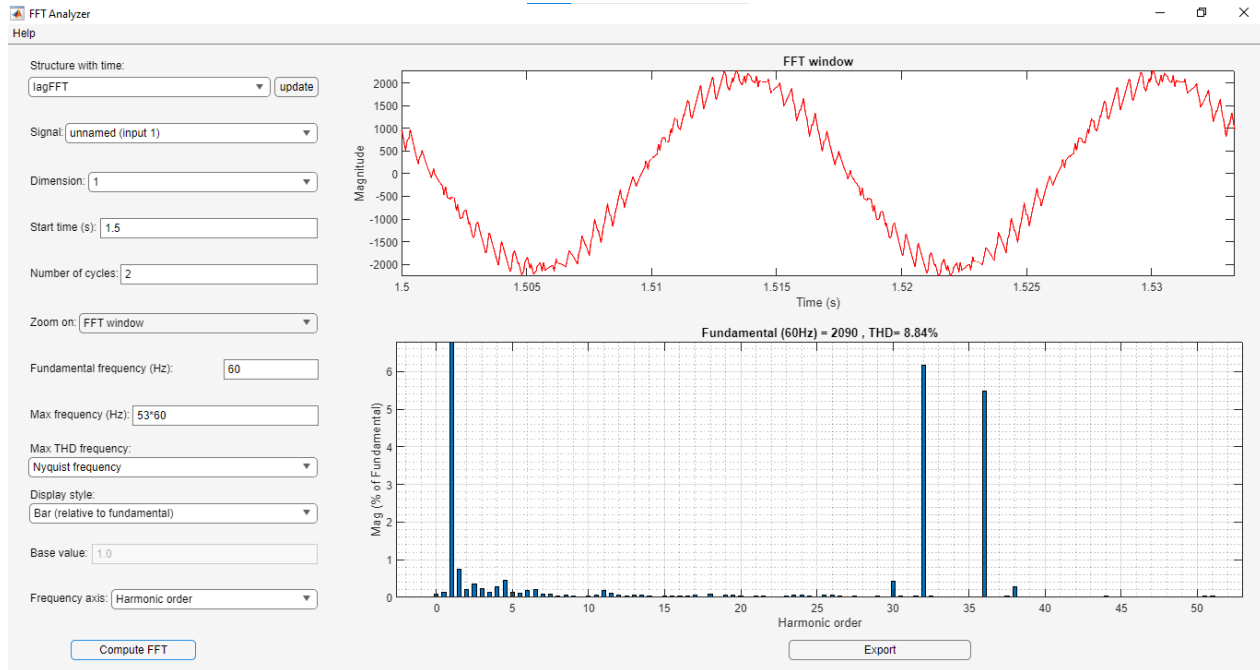 FFT Analyzer
Help
Structure with time:
lagFFT
update
Signal: unnamed (input 1)
Dimension: 1
Start time (s): 1.5
Number of cycles: 2
Zoom on: FFT window
Fundamental frequency (Hz): 60
Max frequency (Hz): 53*60
Max THD frequency:
Nyquist frequency
Display style:
Bar (relative to fundamental)
Base value: 1.0
Frequency axis: Harmonic order
Compute FFT
FFT window
Magnitude
2000
1000
500
0
-500
-1000
-1500
-2000
1.5 1.505 1.51 1.515 1.52 1.525 1.53
Time (s)
Fundamental (60Hz) = 2090 , THD= 8.84%
Mag (% of Fundamental)
6
5
4
3
2
1
0
0 5 10 15 20 25 30 35 40 45 50
Harmonic order
Export